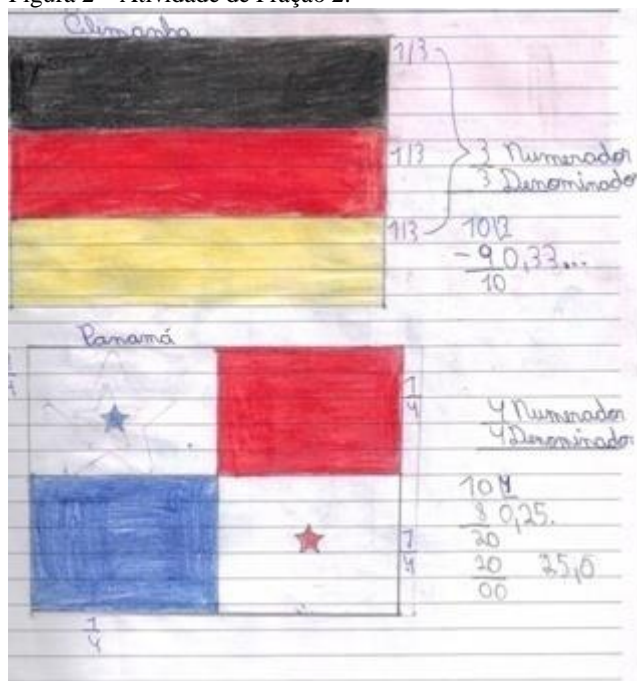 Figura 2 – Atividade de Fração 2.
Alemanha
1/3
1/3
3 Numerador
3 Denominador
1/3
10 3
- 9 0,33...
10
Panamá
1
4
1
4
4 Numerador
4 Denominador
10 4
8 0,25.
20
1
4
20 25,0
00
1
4